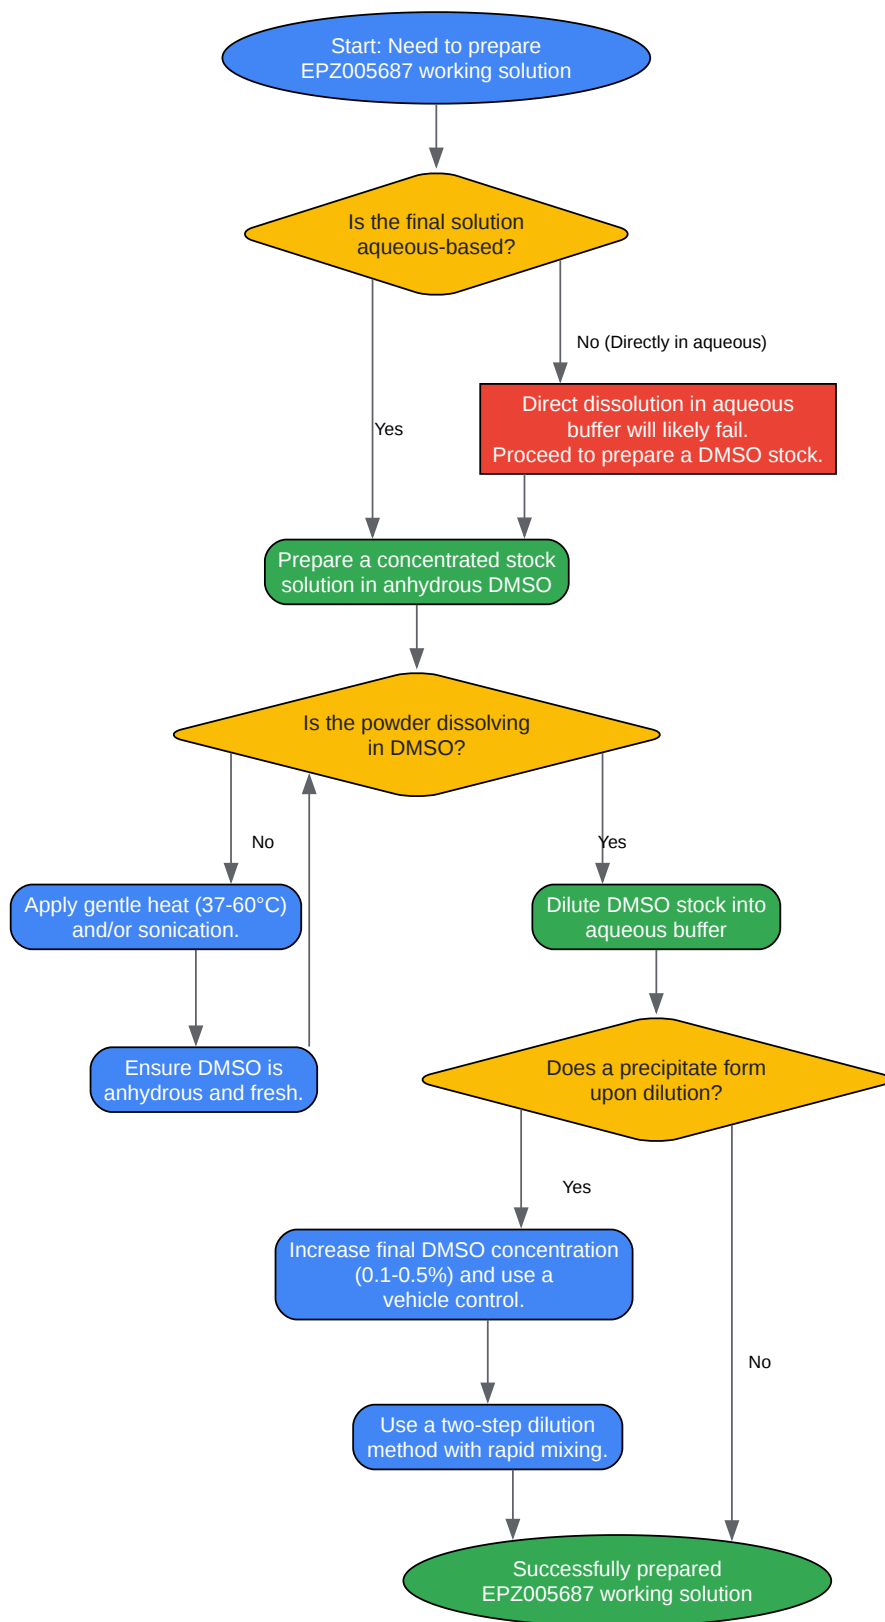 Start: Need to prepare
EPZ005687 working solution
Is the final solution
aqueous-based?
No (Directly in aqueous)
Direct dissolution in aqueous
buffer will likely fail.
Proceed to prepare a DMSO stock.
Yes
Prepare a concentrated stock
solution in anhydrous DMSO
Is the powder dissolving
in DMSO?
No
Yes
Apply gentle heat (37-60°C)
and/or sonication.
Dilute DMSO stock into
aqueous buffer
Ensure DMSO is
anhydrous and fresh.
Does a precipitate form
upon dilution?
Yes
Increase final DMSO concentration
(0.1-0.5%) and use a
vehicle control.
No
Use a two-step dilution
method with rapid mixing.
Successfully prepared
EPZ005687 working solution